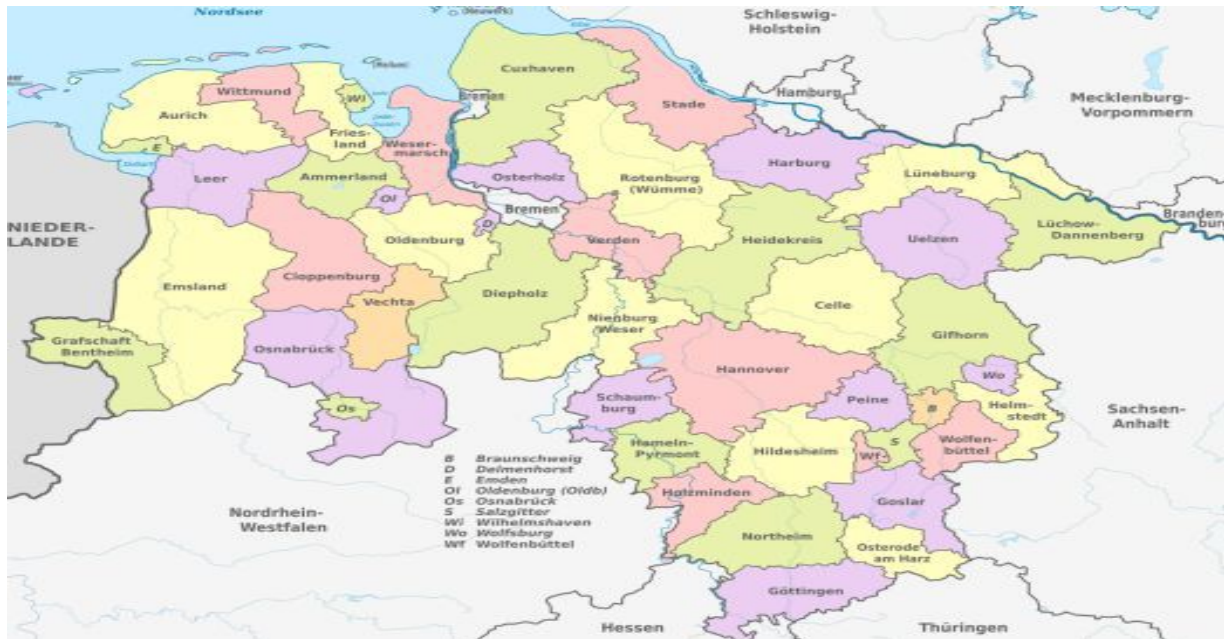 Nordsee
(Neuwerk)
Schleswig-
Holstein
Cuxhaven
Wittmund
Wi
Bremen
Hamburg
Stade
Mecklenburg-
Vorpommern
Aurich
Fries-
land
Weser-
marsch
E
Leer
Ammerland
Osterholz
Rotenburg
(Wümme)
Harburg
Lüneburg
Ol
Bremen
D
NIEDER-
LANDE
Oldenburg
Verden
Heidekreis
Uelzen
Lüchow-
Dannenberg
Branden-
burg
Emsland
Cloppenburg
Vechta
Diepholz
Celle
Nienburg
Weser
Gifhorn
Grafschaft
Bentheim
Osnabrück
Hannover
Wo
Os
Schaum-
burg
Peine
B
Helm-
stedt
Sachsen-
Anhalt
Hameln-
Pyrmont
Hildesheim
Wf
S
Wolfen-
büttel
B Braunschweig
D Delmenhorst
E Emden
Ol Oldenburg (Oldb)
Os Osnabrück
S Salzgitter
Wi Wilhelmshaven
Wo Wolfsburg
Wf Wolfenbüttel
Holzminden
Goslar
Nordrhein-
Westfalen
Northeim
Osterode
am Harz
Göttingen
Hessen
Thüringen